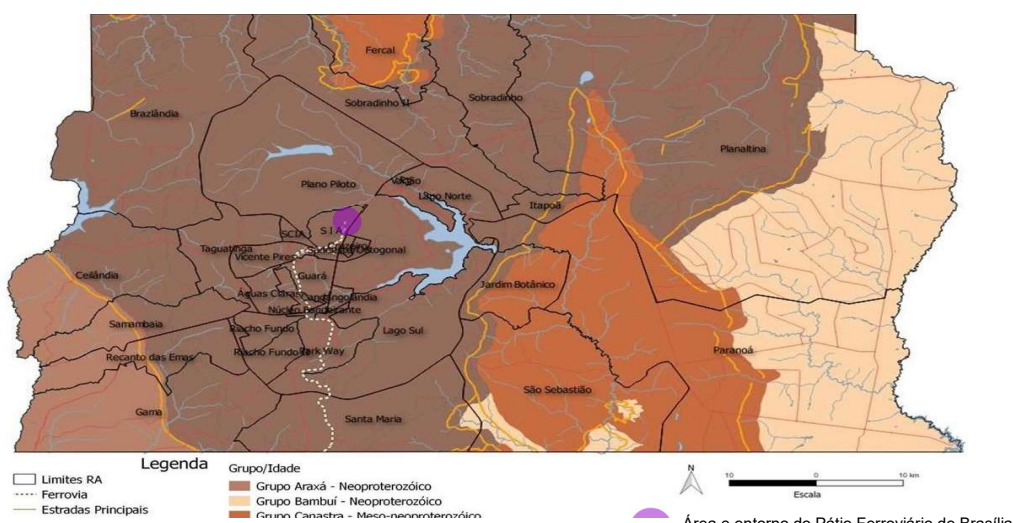 Fercal
Sobradinho II
Sobradinho
Brazlândia
Planaltina
Plano Piloto
Varjão
Lago Norte
Itapoã
S I A
SCIA
Taguatinga
Vicente Pires
Ceilândia
Guará
Jardim Botânico
Águas Claras
Candangolândia
Núcleo Bandeirante
Samambaia
Riacho Fundo
Lago Sul
Recanto das Emas
Riacho Fundo II
Park Way
Paranoá
São Sebastião
Gama
Santa Maria
Legenda
Limites RA
Ferrovia
Estradas Principais
Grupo/Idade
Grupo Araxá - Neoproterozóico
Grupo Bambuí - Neoproterozóico
Grupo Canastra - Meso-neoproterozóico
N
10 0 10 km
Escala
Área e entorno do Pátio Ferroviário de Brasília